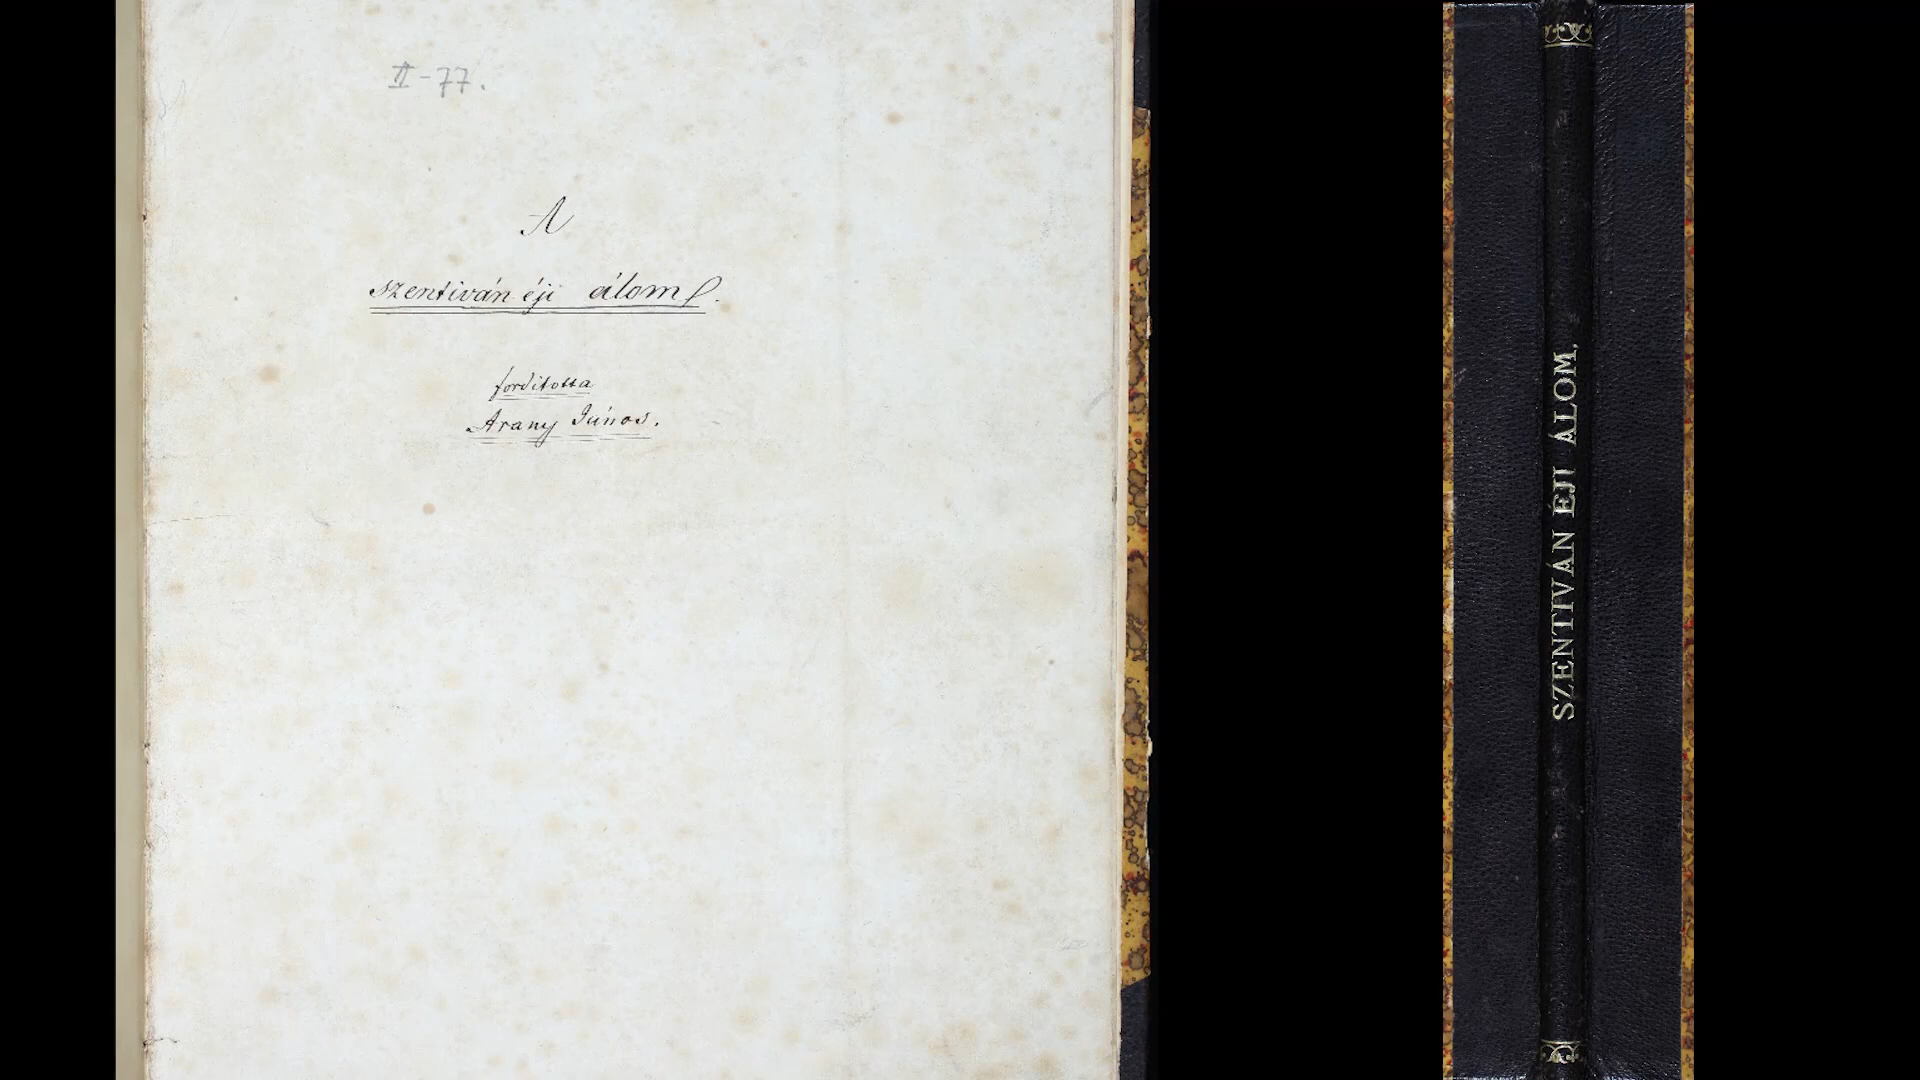 II-77.
A
szentiván éji álom.
fordította
Arany János.
SZENTIVÁN ÉJI ÁLOM.